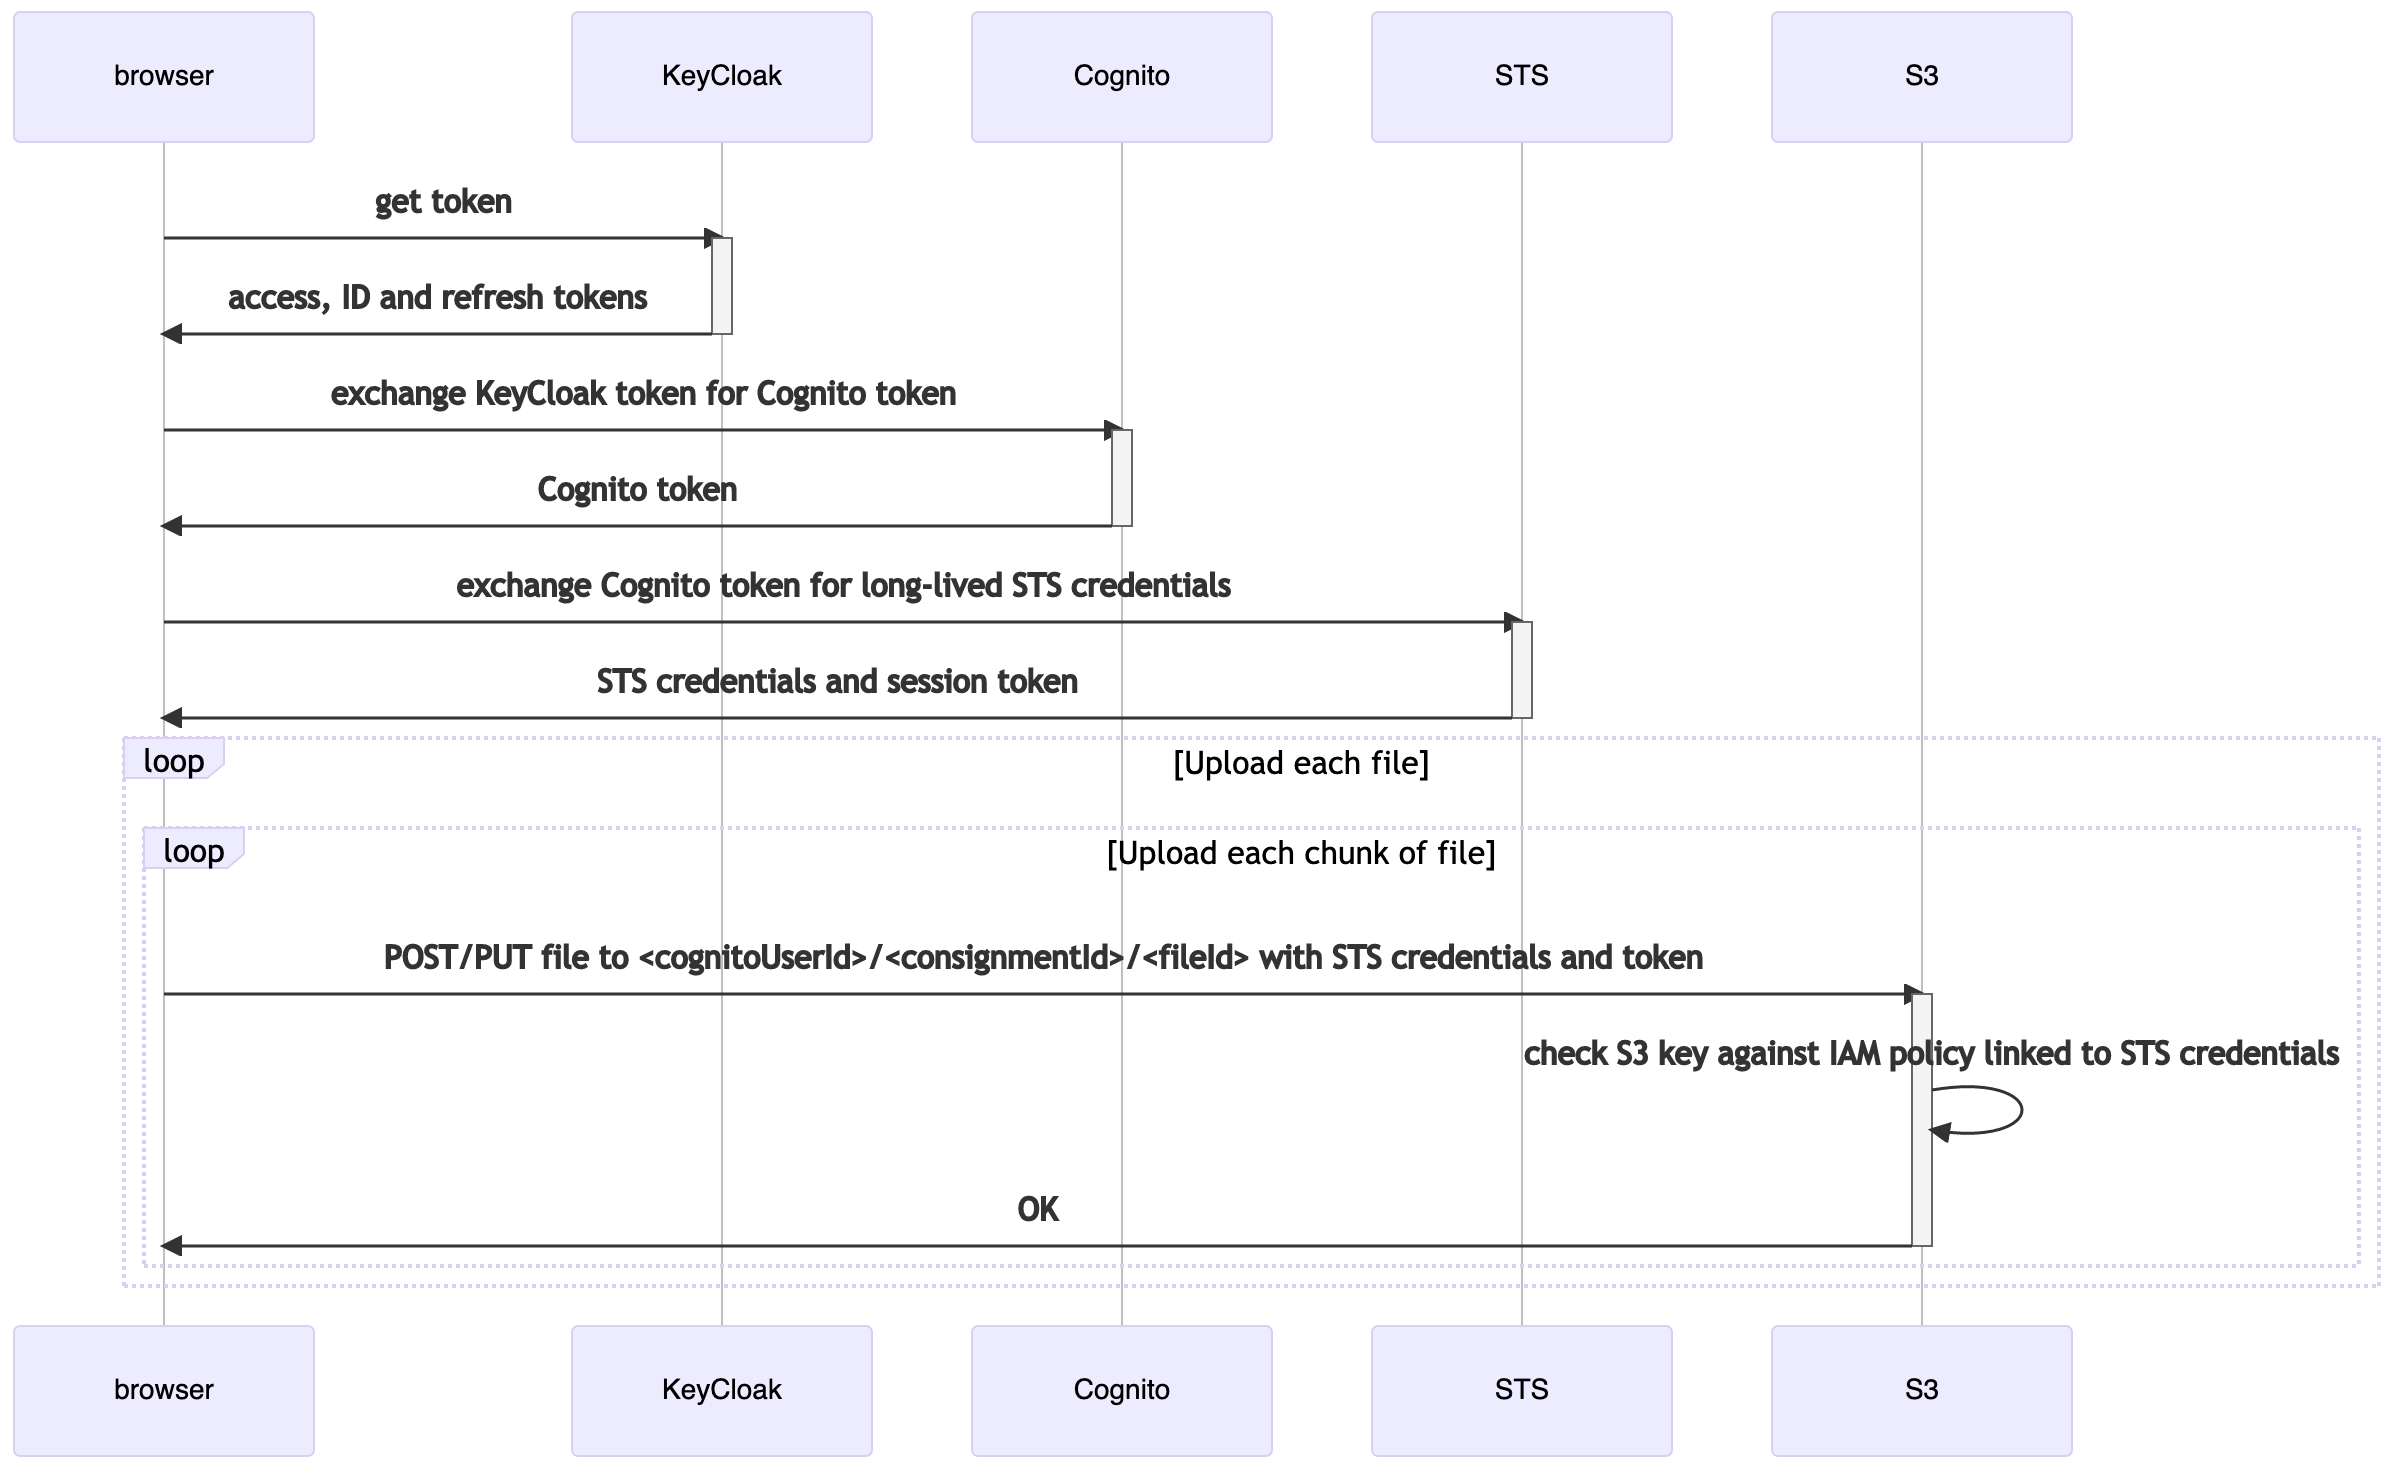 browser
KeyCloak
Cognito
STS
S3
get token
access, ID and refresh tokens
exchange KeyCloak token for Cognito token
Cognito token
exchange Cognito token for long-lived STS credentials
STS credentials and session token
loop
[Upload each file]
loop
[Upload each chunk of file]
POST/PUT file to <cognitoUserId>/<consignmentId>/<fileId> with STS credentials and token
check S3 key against IAM policy linked to STS credentials
OK
browser
KeyCloak
Cognito
STS
S3